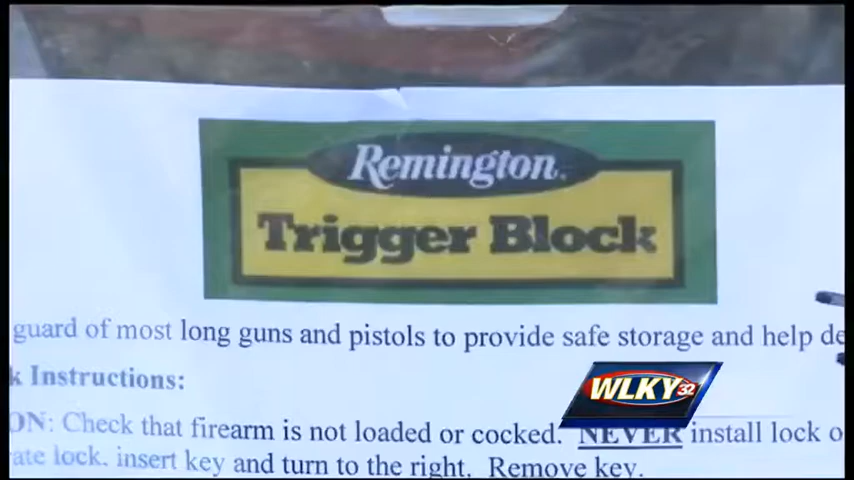 Remington
Trigger Block
guard of most long guns and pistols to provide safe storage and help de
k Instructions:
ON: Check that firearm is not loaded or cocked. NEVER install lock o
ate lock, insert key and turn to the right. Remove key.
WLKY 32